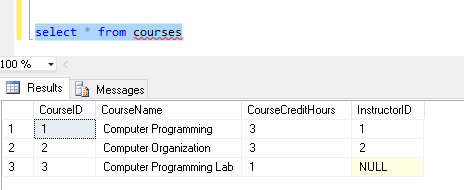 select * from courses
100 %
Results Messages
CourseID CourseName CourseCreditHours InstructorID
1 1 Computer Programming 3 1
2 2 Computer Organization 3 2
3 3 Computer Programming Lab 1 NULL